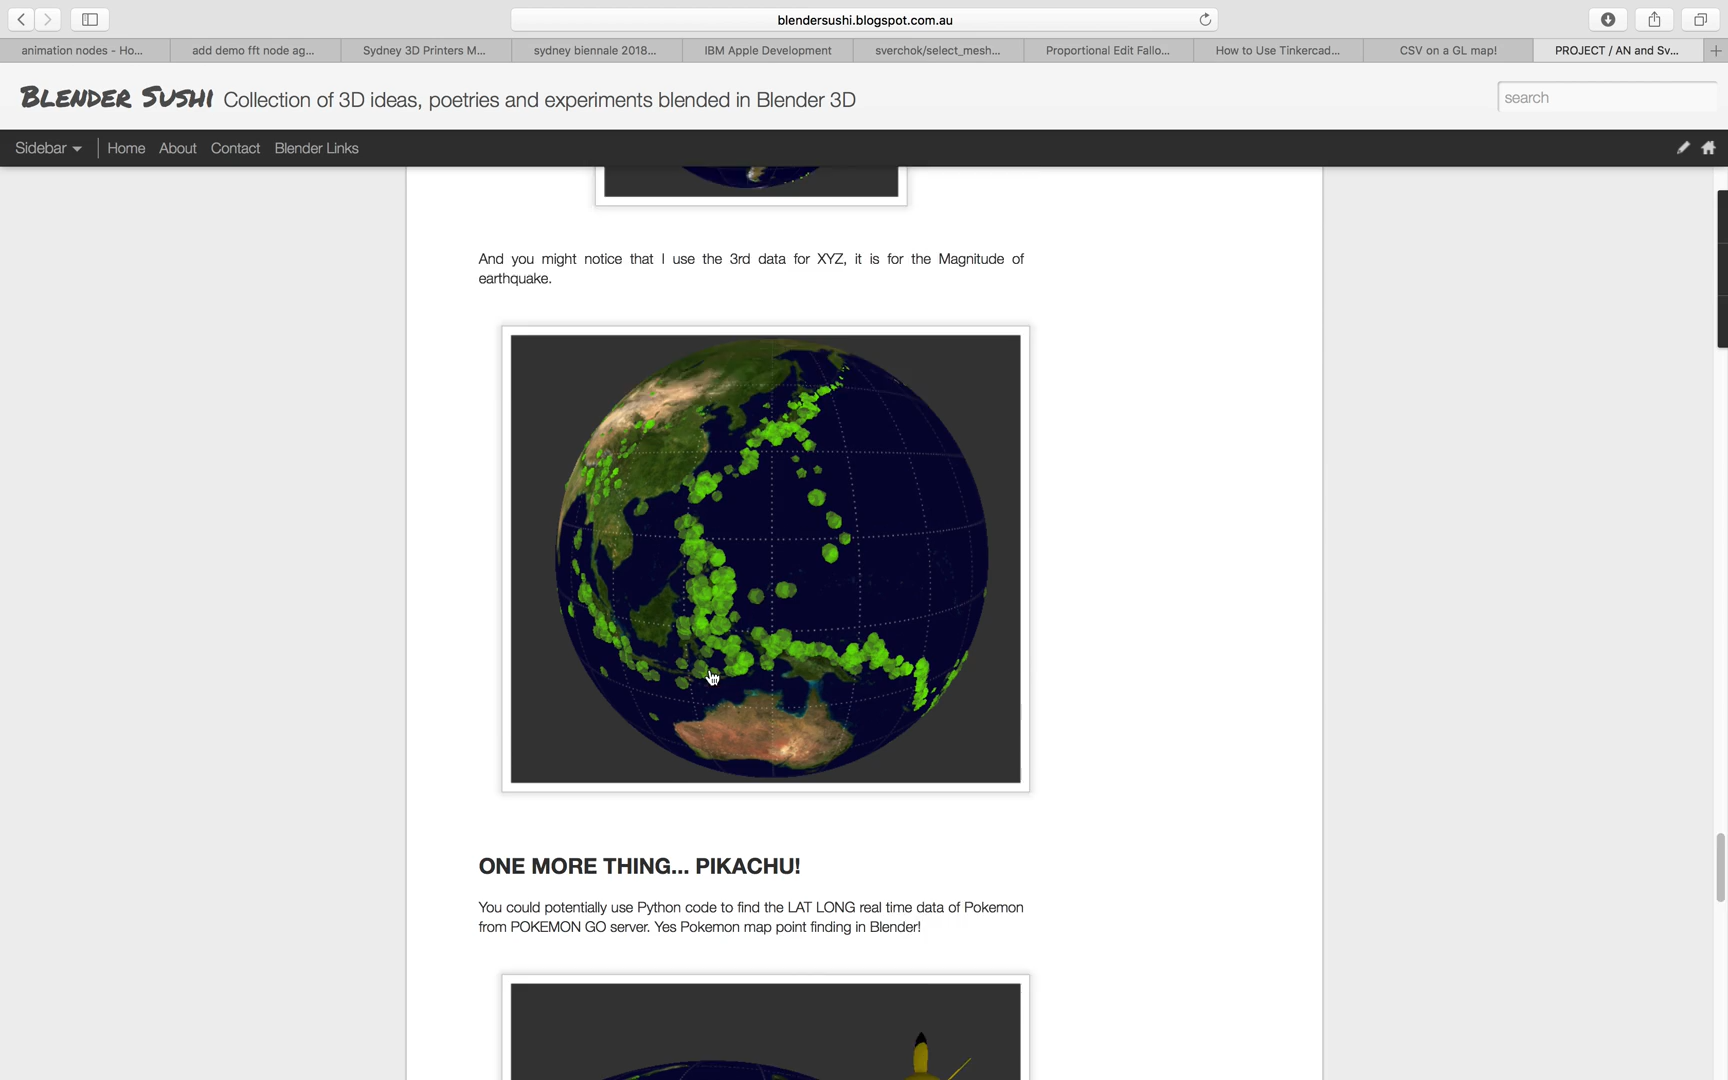 blendersushi.blogspot.com.au
animation nodes - Ho...
add demo fft node ag...
Sydney 3D Printers M...
sydney biennale 2018...
IBM Apple Development
sverchok/select_mesh...
Proportional Edit Fallo...
How to Use Tinkercad...
CSV on a GL map!
PROJECT / AN and Sv...
BLENDER SUSHI Collection of 3D ideas, poetries and experiments blended in Blender 3D
search
Sidebar Home About Contact Blender Links
And you might notice that I use the 3rd data for XYZ, it is for the Magnitude of
earthquake.
ONE MORE THING... PIKACHU!
You could potentially use Python code to find the LAT LONG real time data of Pokemon
from POKEMON GO server. Yes Pokemon map point finding in Blender!